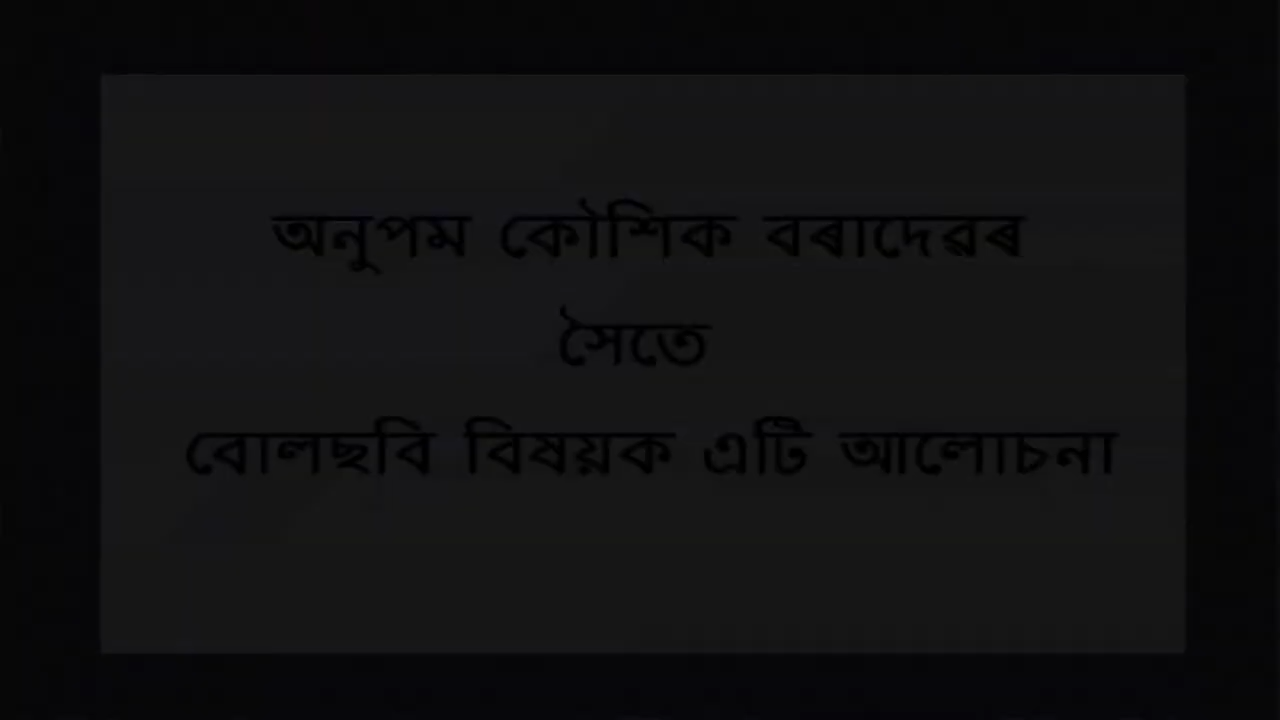 অনুপম কৌশিক বৰাদেৱৰ
সৈতে
বোলছবি বিষয়ক এটি আলোচনা